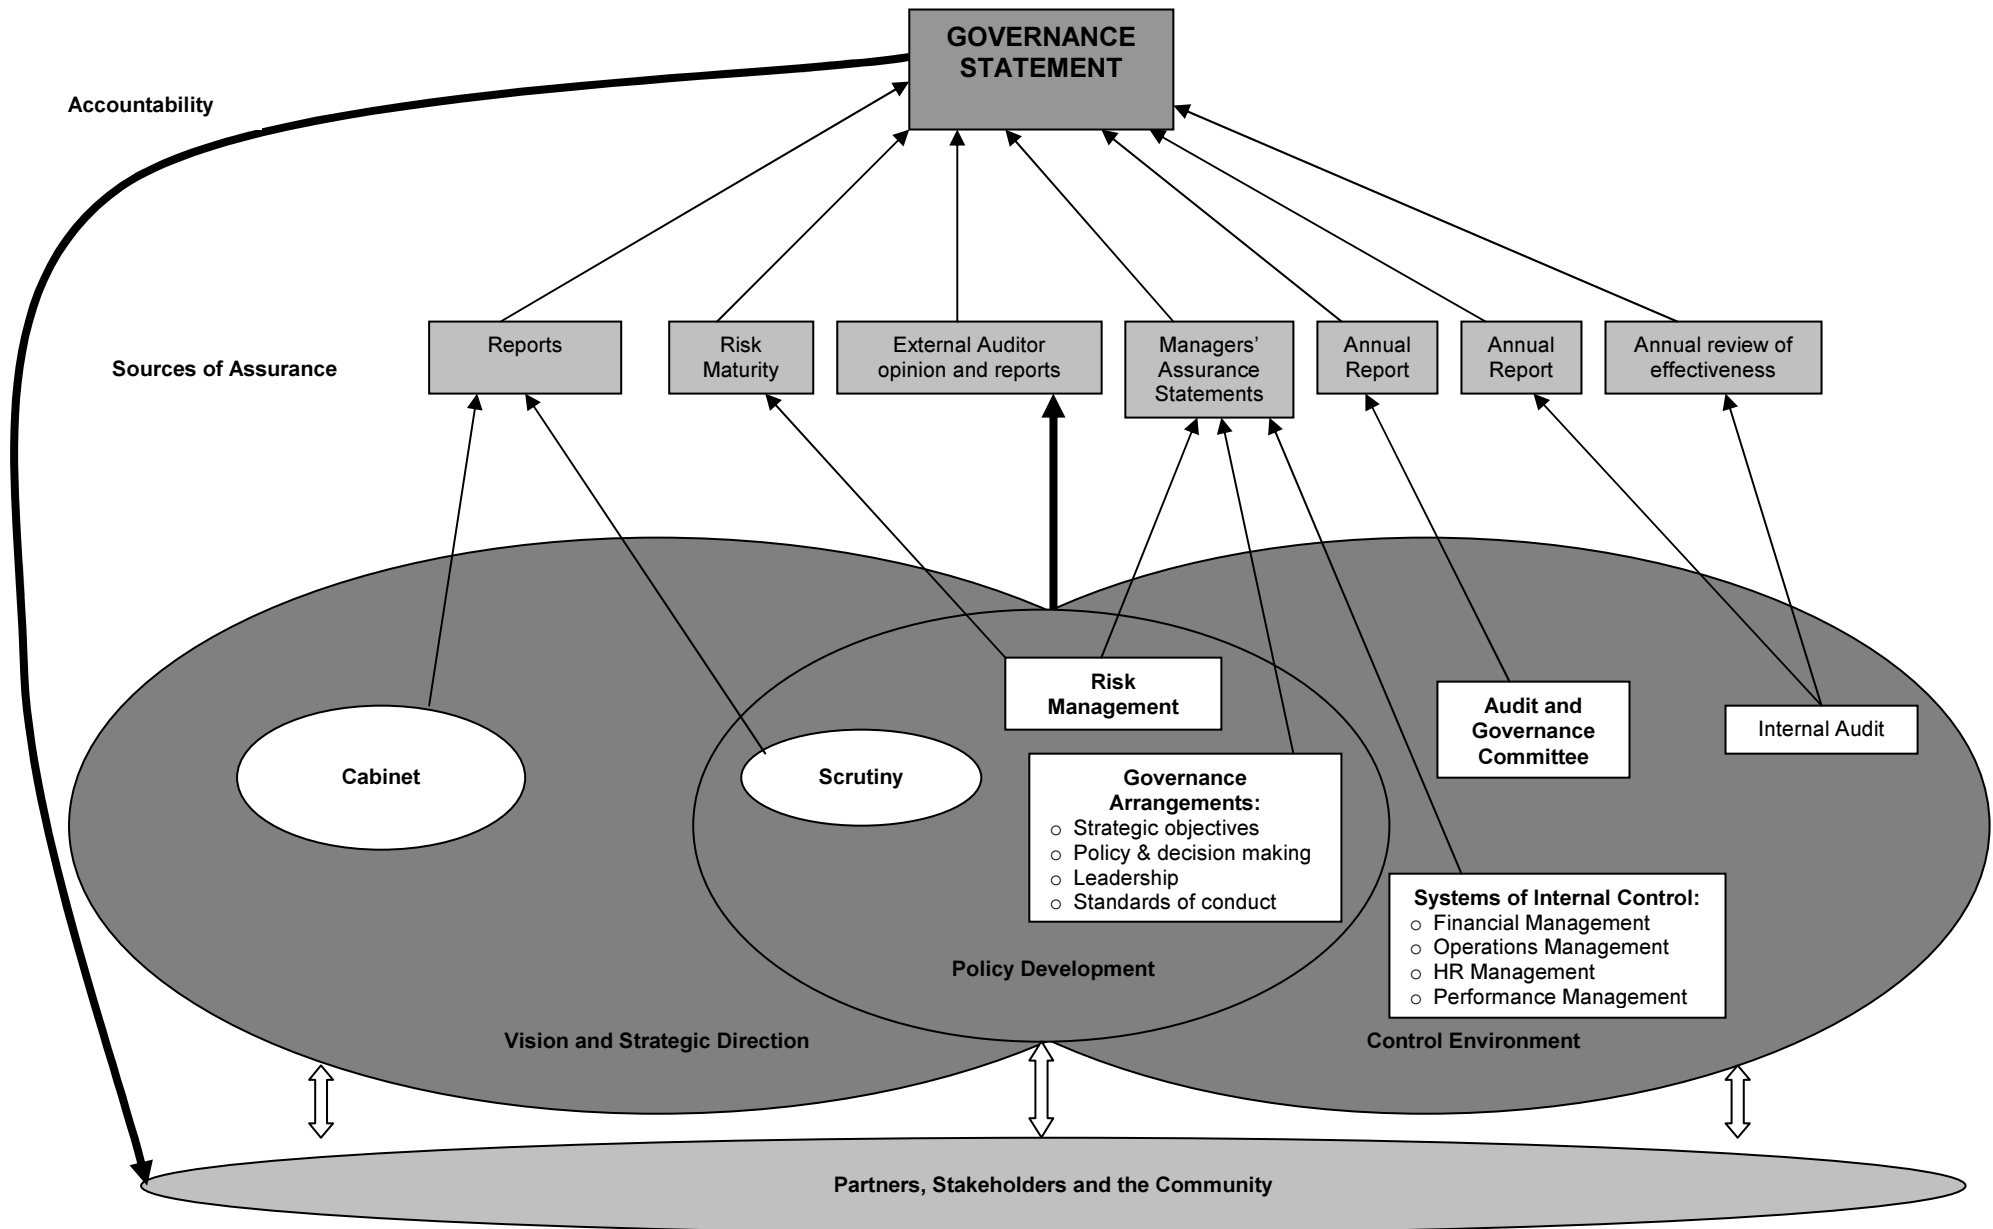 GOVERNANCE
STATEMENT
Accountability
Sources of Assurance
Reports
Risk
Maturity
External Auditor
opinion and reports
Managers’
Assurance
Statements
Annual
Report
Annual
Report
Annual review of
effectiveness
Cabinet
Scrutiny
Risk
Management
Governance
Arrangements:
○ Strategic objectives
○ Policy & decision making
○ Leadership
○ Standards of conduct
Audit and
Governance
Committee
Internal Audit
Systems of Internal Control:
○ Financial Management
○ Operations Management
○ HR Management
○ Performance Management
Policy Development
Vision and Strategic Direction
Control Environment
Partners, Stakeholders and the Community